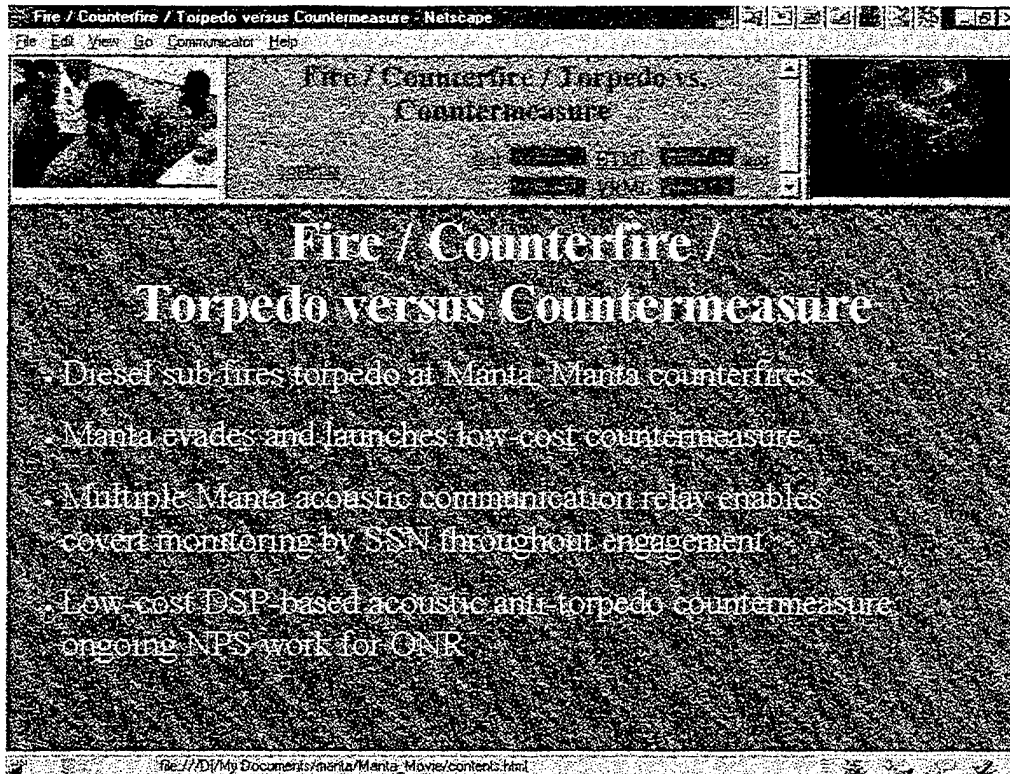 Fire / Counterfire / Torpedo versus Countermeasure - Netscape
File Edit View Go Communicator Help
Fire / Counterfire / Torpedo vs.
Countermeasure
HTML
VRML
Fire / Counterfire /
Torpedo versus Countermeasure
• Diesel sub fires torpedo at Manta, Manta counterfires
• Manta evades and launches low-cost countermeasure
• Multiple Manta acoustic communication relay enables
covert monitoring by SSN throughout engagement
• Low-cost DSP-based acoustic anti-torpedo countermeasure
ongoing NPS work for ONR
file:///D|/My Documents/manta/Manta_Movie/contents.html